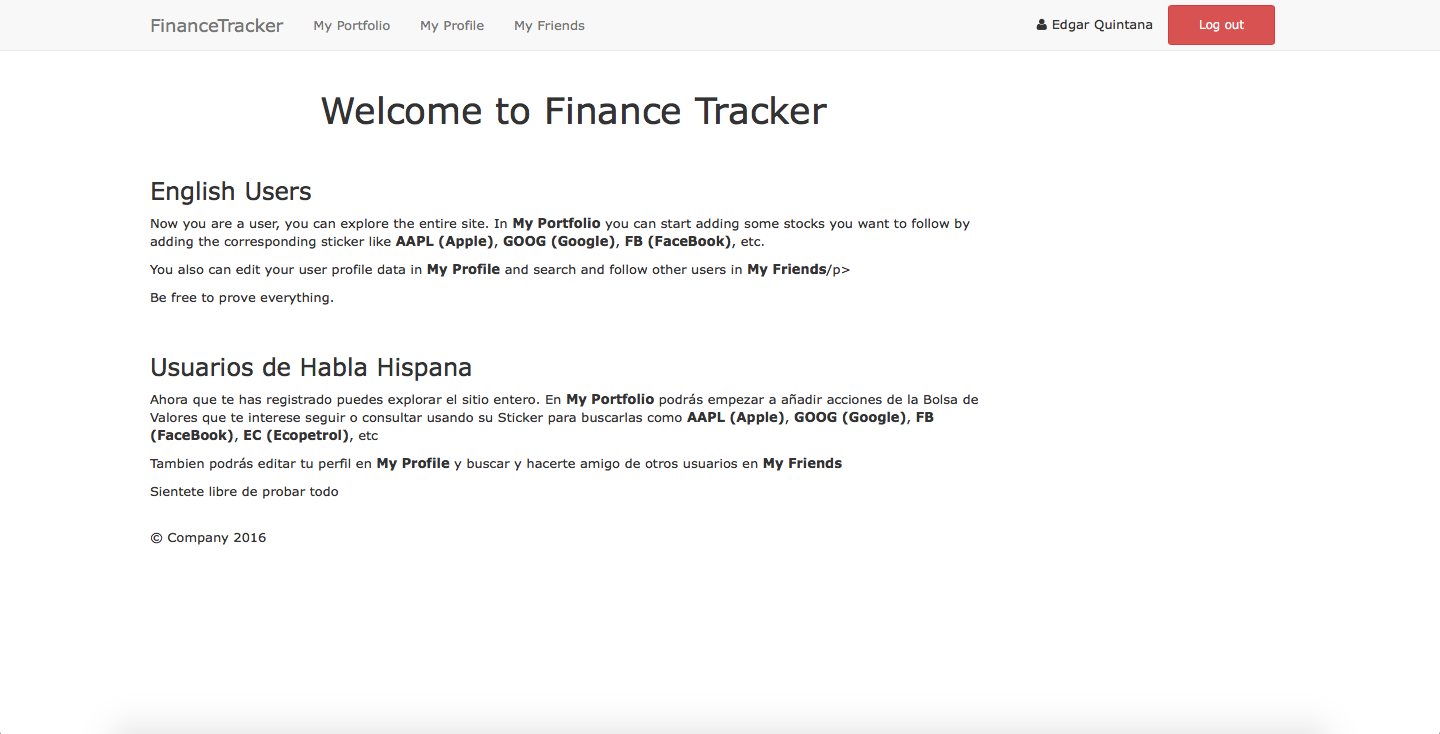 FinanceTracker My Portfolio My Profile My Friends Edgar Quintana Log out
Welcome to Finance Tracker
English Users
Now you are a user, you can explore the entire site. In My Portfolio you can start adding some stocks you want to follow by
adding the corresponding sticker like AAPL (Apple), GOOG (Google), FB (FaceBook), etc.
You also can edit your user profile data in My Profile and search and follow other users in My Friends/p>
Be free to prove everything.
Usuarios de Habla Hispana
Ahora que te has registrado puedes explorar el sitio entero. En My Portfolio podrás empezar a añadir acciones de la Bolsa de
Valores que te interese seguir o consultar usando su Sticker para buscarlas como AAPL (Apple), GOOG (Google), FB
(FaceBook), EC (Ecopetrol), etc
Tambien podrás editar tu perfil en My Profile y buscar y hacerte amigo de otros usuarios en My Friends
Sientete libre de probar todo
© Company 2016